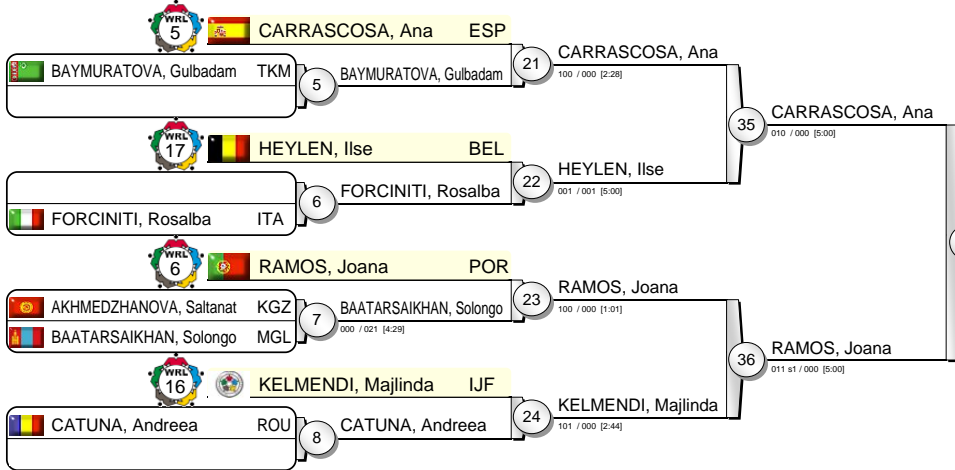 WRL
5
CARRASCOSA, Ana ESP
BAYMURATOVA, Gulbadam TKM
5
BAYMURATOVA, Gulbadam
21
CARRASCOSA, Ana
100 / 000 [2:28]
WRL
17
HEYLEN, Ilse BEL
FORCINITI, Rosalba ITA
6
FORCINITI, Rosalba
22
HEYLEN, Ilse
001 / 001 [5:00]
35
CARRASCOSA, Ana
010 / 000 [5:00]
WRL
6
RAMOS, Joana POR
AKHMEDZHANOVA, Saltanat KGZ
BAATARSAIKHAN, Solongo MGL
7
BAATARSAIKHAN, Solongo
000 / 021 [4:29]
23
RAMOS, Joana
100 / 000 [1:01]
WRL
16
KELMENDI, Majlinda IJF
CATUNA, Andreea ROU
8
CATUNA, Andreea
24
KELMENDI, Majlinda
101 / 000 [2:44]
36
RAMOS, Joana
011 s1 / 000 [5:00]